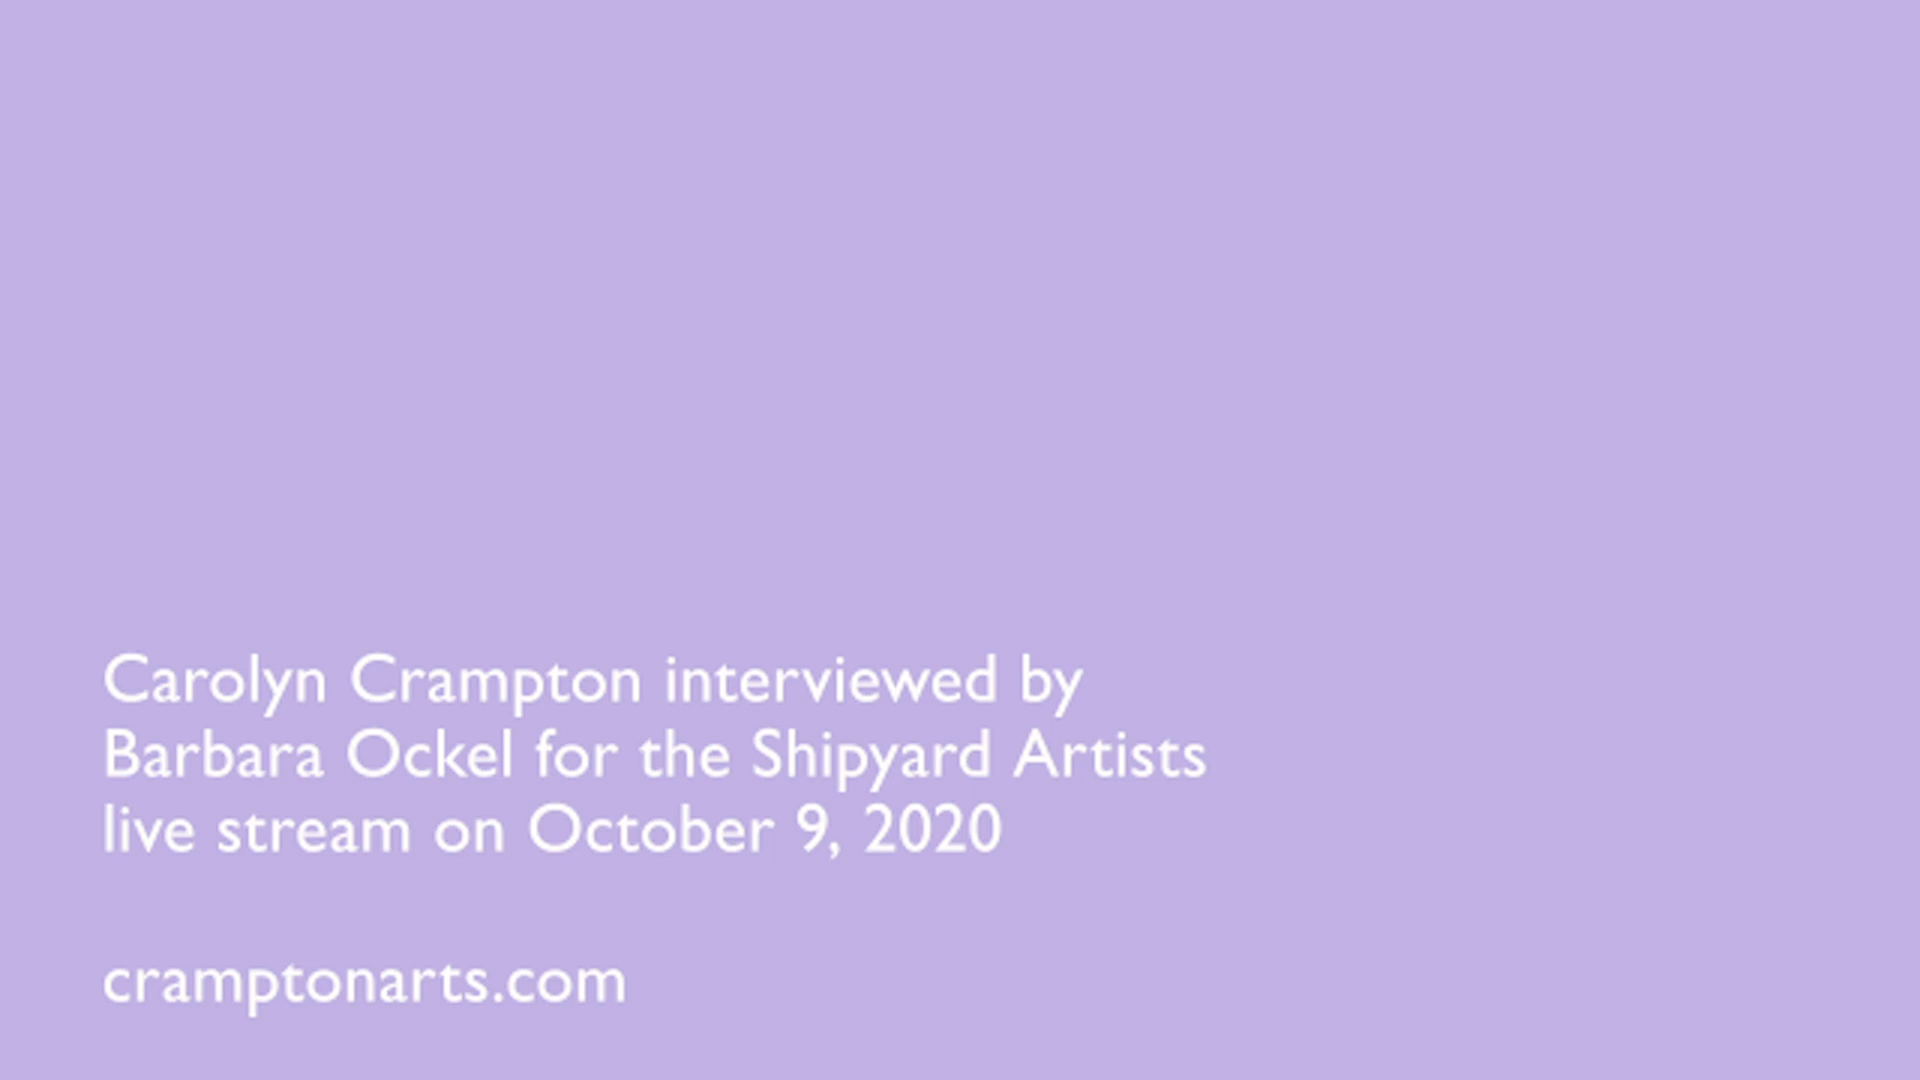 Carolyn Crampton interviewed by
Barbara Ockel for the Shipyard Artists
live stream on October 9, 2020
cramptonarts.com